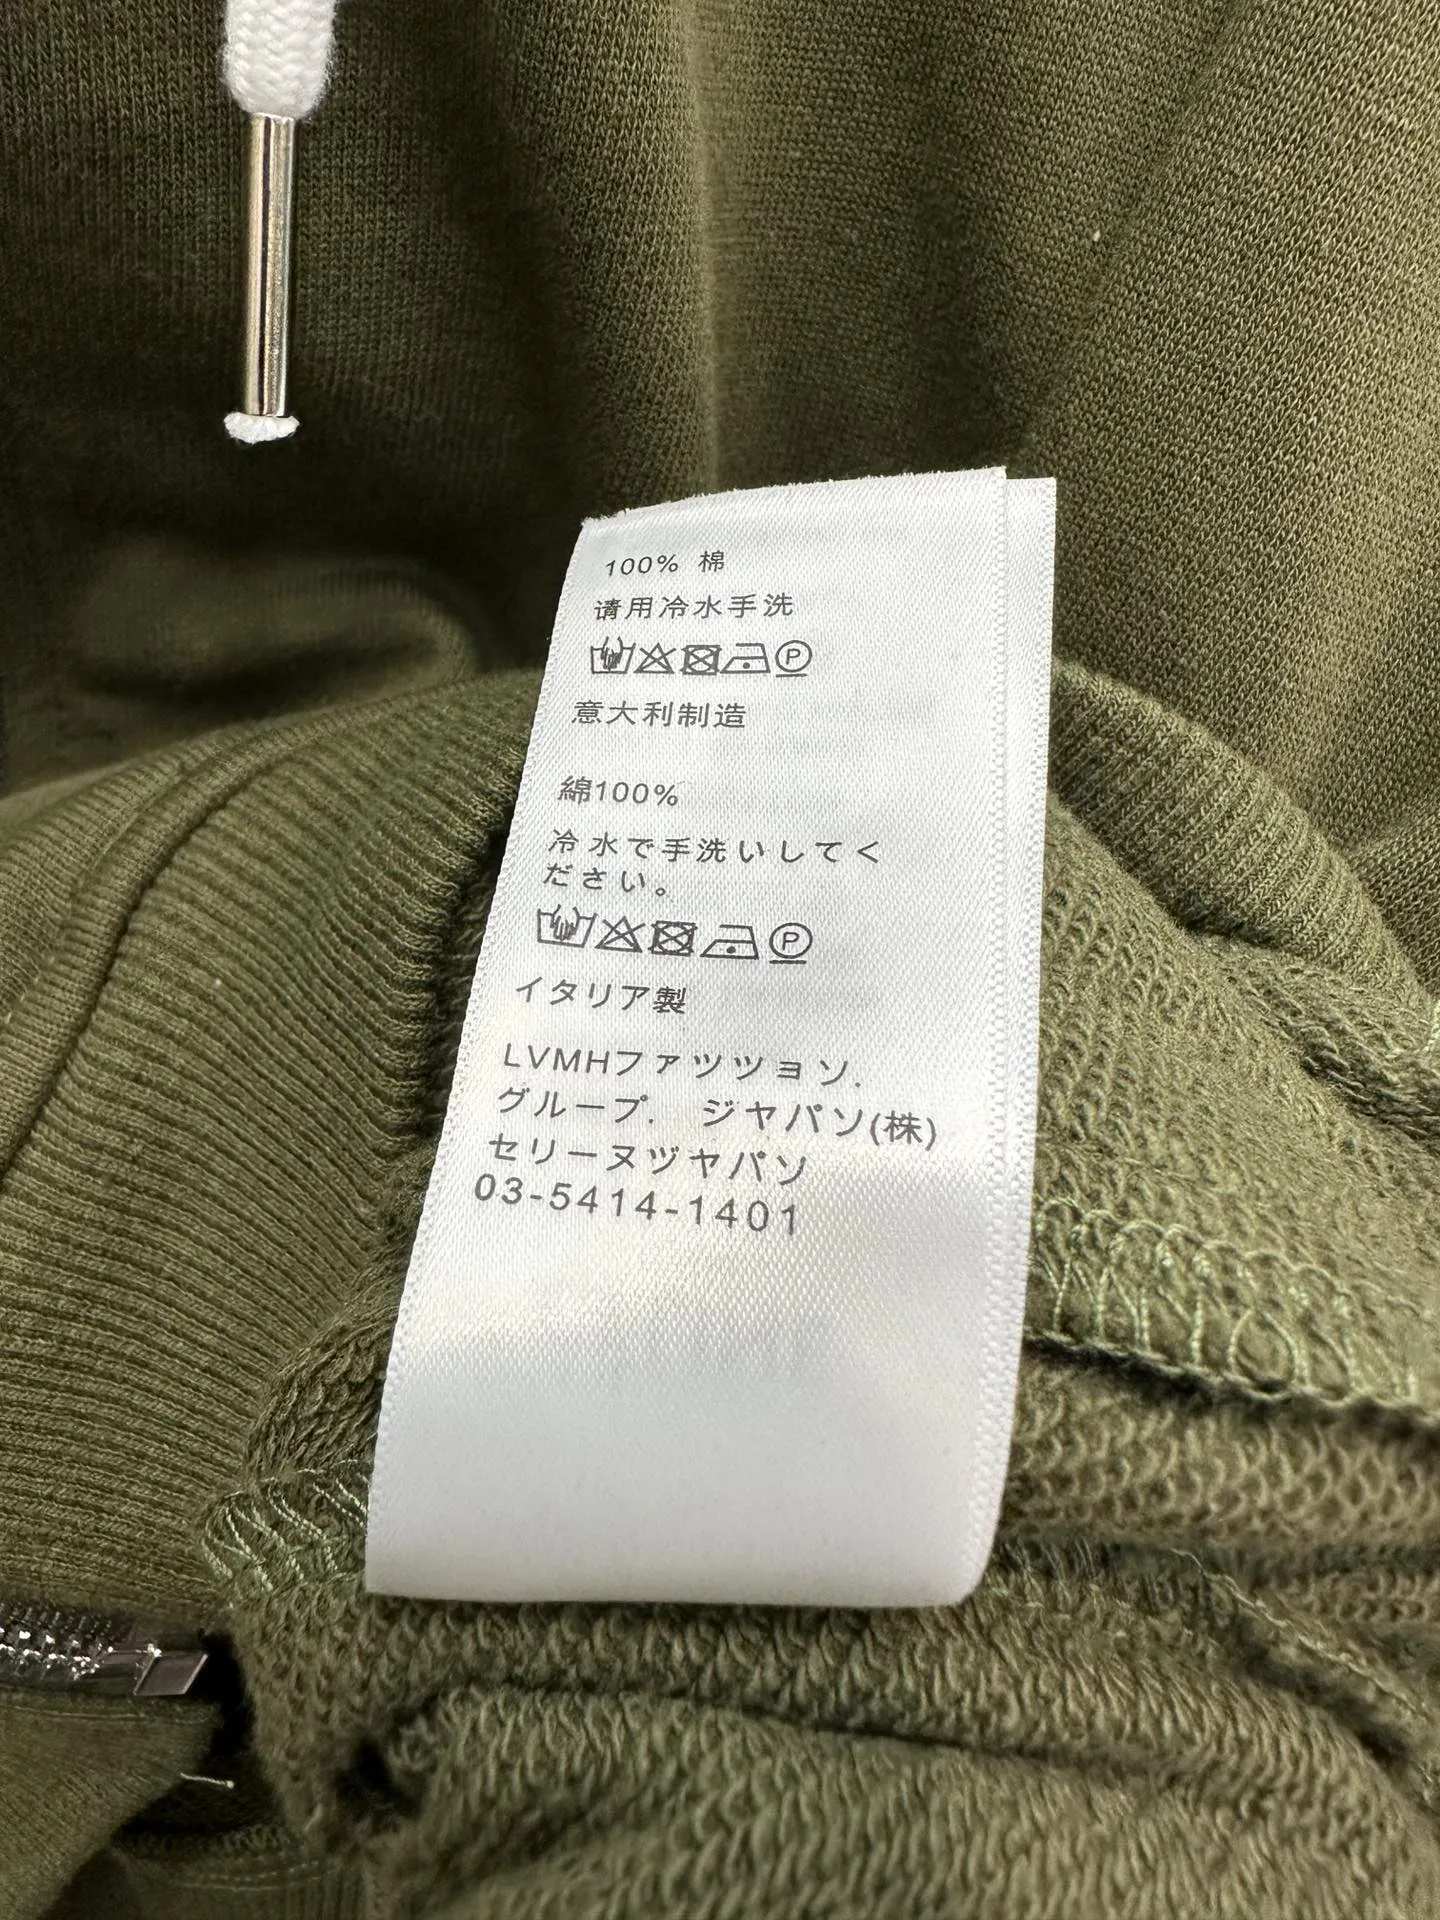 100% 棉
请用冷水手洗
P
意大利制造
綿100%
冷水で手洗いしてく
ださい。
P
イタリア製
LVMHファッツョソ.
グループ. ジヤパソ(株)
セリーヌヅヤパソ
03-5414-1401